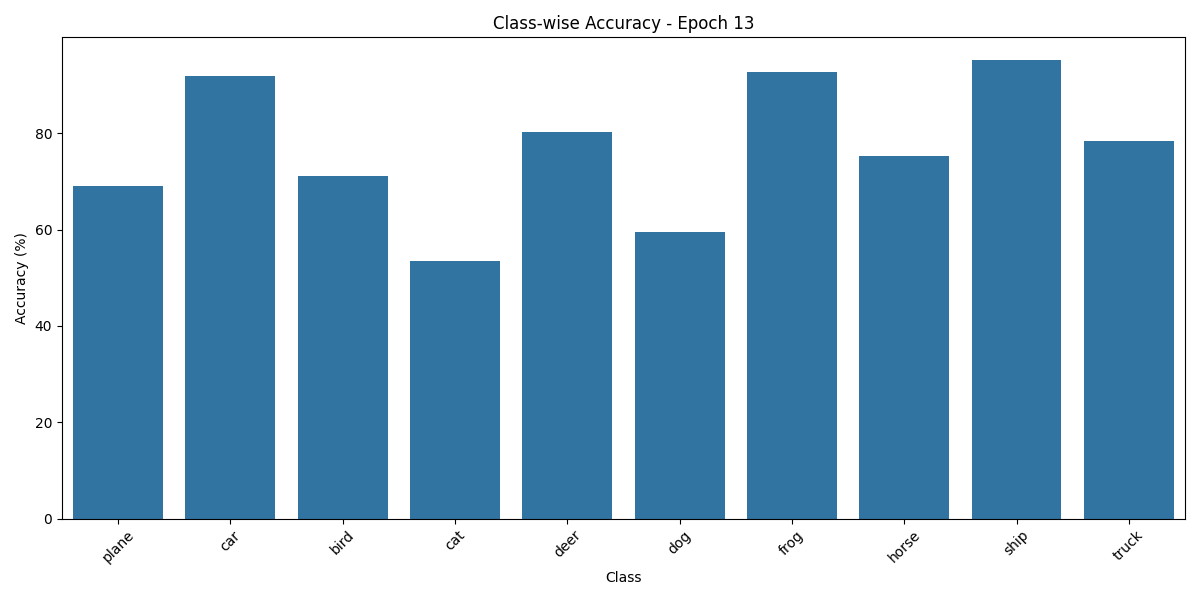 Class-wise Accuracy - Epoch 13
Accuracy (%)
80
60
40
20
0
plane
car
bird
cat
deer
dog
frog
horse
ship
truck
Class